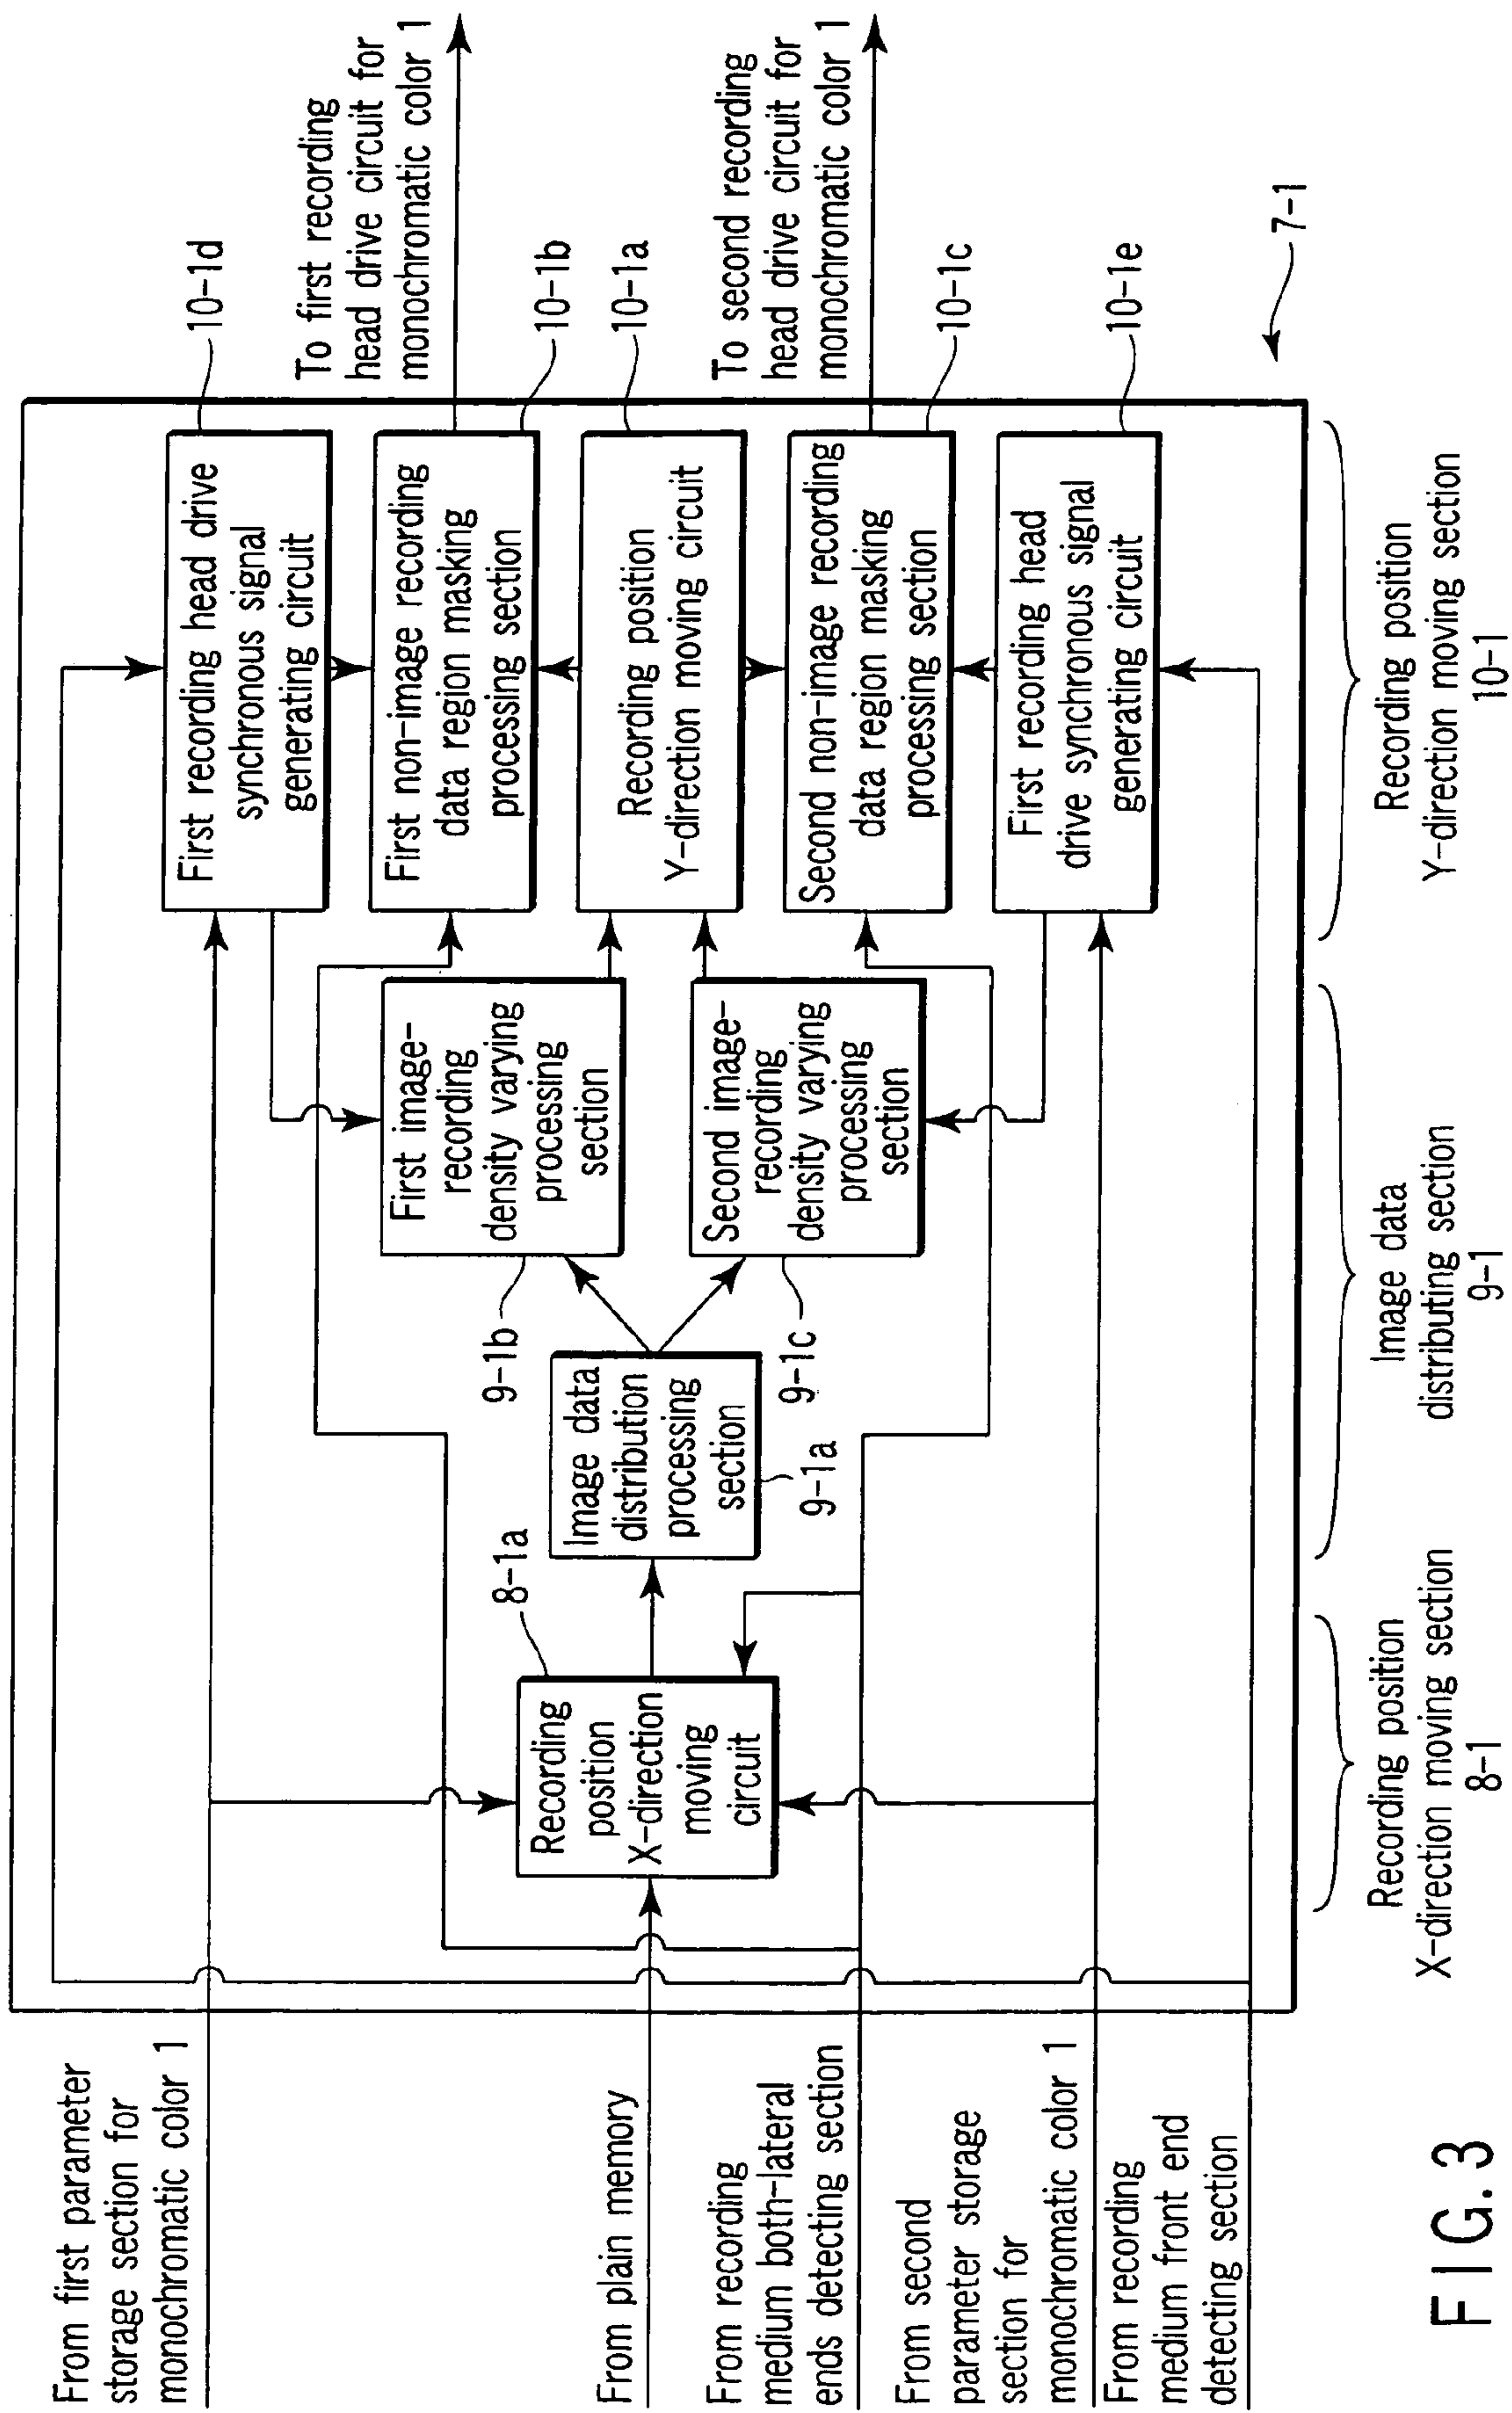 From first parameter
storage section for
monochromatic color 1
From plain memory
From recording
medium both-lateral
ends detecting section
From second
parameter storage
section for
monochromatic color 1
From recording
medium front end
detecting section
Recording
position
X-direction
moving
circuit
8-1a
Image data
distribution
processing
section
9-1a
First image-
recording
density varying
processing
section
9-1b
Second image-
recording
density varying
processing
section
9-1c
First recording head drive
synchronous signal
generating circuit
10-1d
First non-image recording
data region masking
processing section
10-1b
Recording position
Y-direction moving circuit
10-1a
Second non-image recording
data region masking
processing section
10-1c
First recording head
drive synchronous signal
generating circuit
10-1e
To first recording
head drive circuit for
monochromatic color 1
To second recording
head drive circuit for
monochromatic color 1
7-1
Recording position
X-direction moving section
8-1
Image data
distributing section
9-1
Recording position
Y-direction moving section
10-1
FIG. 3